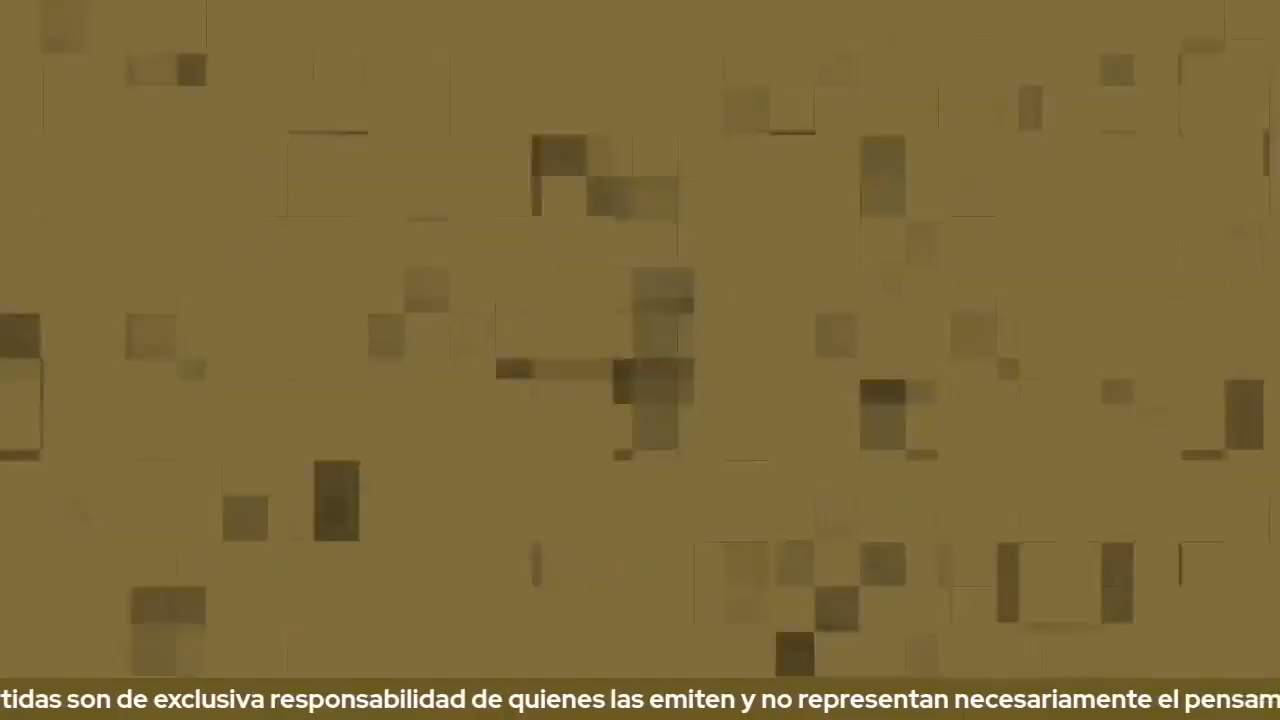 tidas son de exclusiva responsabilidad de quienes las emiten y no representan necesariamente el pensam